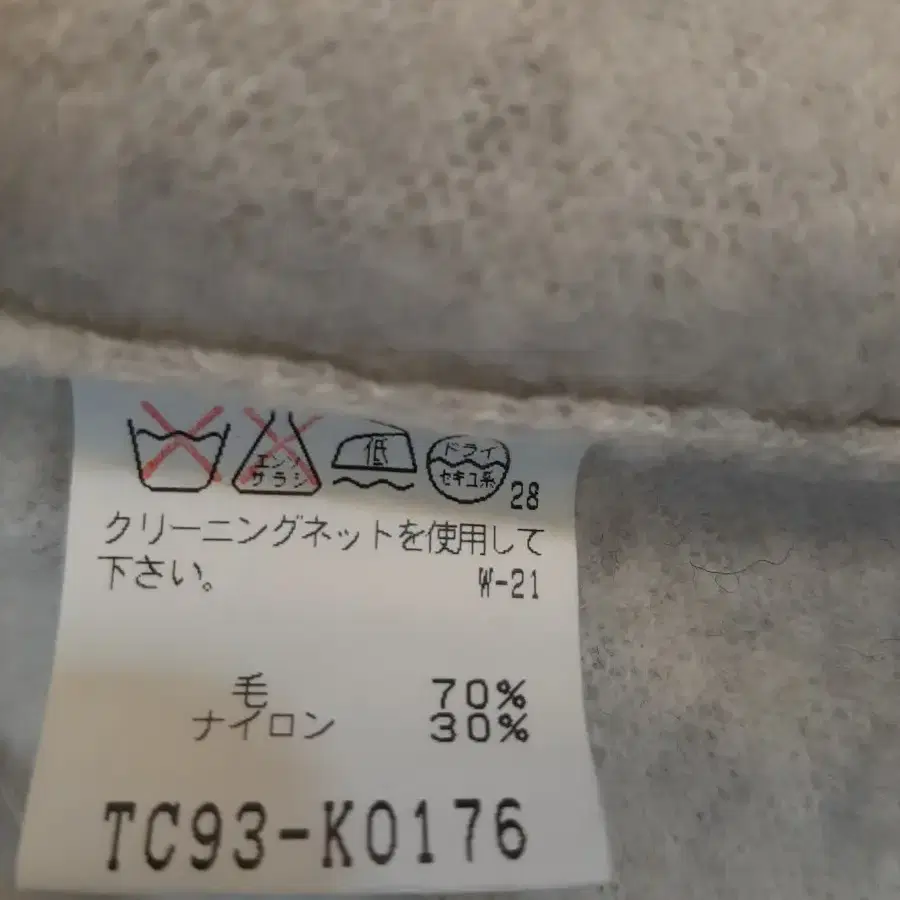 エンソ
サラシ
低
ドライ
セキユ系
28
クリーニングネットを使用して
下さい。
W-21
毛 70%
ナイロン 30%
TC93-K0176